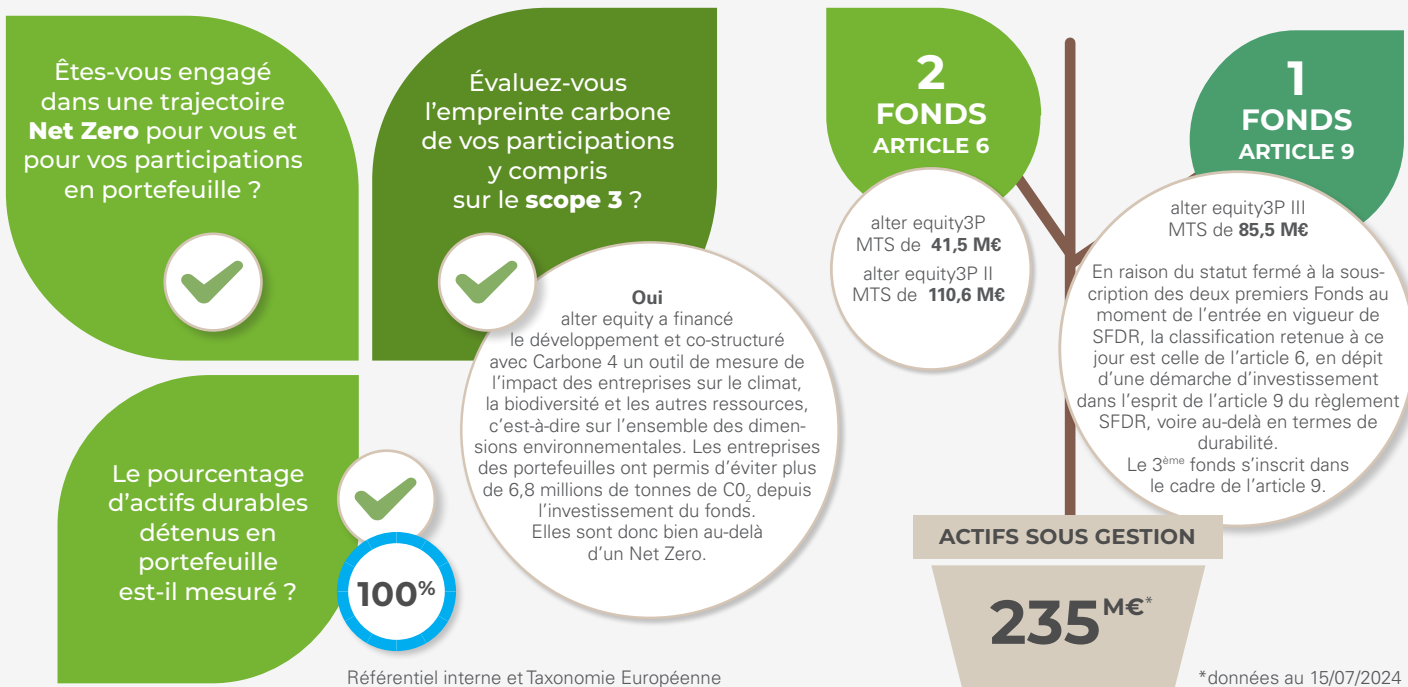 Êtes-vous engagé
dans une trajectoire
Net Zero pour vous et
pour vos participations
en portefeuille ?
Évaluez-vous
l'empreinte carbone
de vos participations
y compris
sur le scope 3 ?
Oui
alter equity a financé
le développement et co-structuré
avec Carbone 4 un outil de mesure de
l'impact des entreprises sur le climat,
la biodiversité et les autres ressources,
c'est-à-dire sur l'ensemble des dimen-
sions environnementales. Les entreprises
des portefeuilles ont permis d'éviter plus
de 6,8 millions de tonnes de C0₂ depuis
l'investissement du fonds.
Elles sont donc bien au-delà
d'un Net Zero.
Le pourcentage
d'actifs durables
détenus en
portefeuille
est-il mesuré ?
100%
Référentiel interne et Taxonomie Européenne
2
FONDS
ARTICLE 6
alter equity3P
MTS de 41,5 M€
alter equity3P II
MTS de 110,6 M€
1
FONDS
ARTICLE 9
alter equity3P III
MTS de 85,5 M€
En raison du statut fermé à la sous-
cription des deux premiers Fonds au
moment de l'entrée en vigueur de
SFDR, la classification retenue à ce
jour est celle de l'article 6, en dépit
d'une démarche d'investissement
dans l'esprit de l'article 9 du règlement
SFDR, voire au-delà en termes de
durabilité.
Le 3ème fonds s'inscrit dans
le cadre de l'article 9.
ACTIFS SOUS GESTION
235 M€*
*données au 15/07/2024